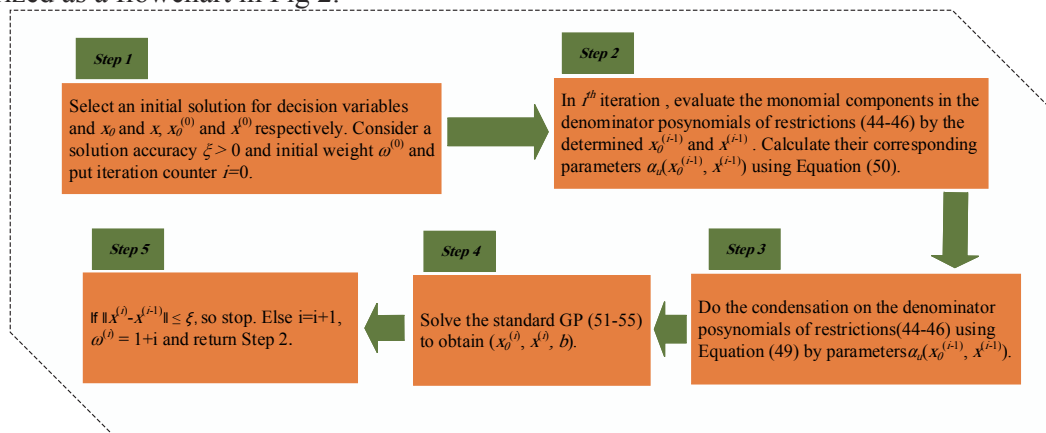 rized as a flowchart in Fig 2.
Step 1
Select an initial solution for decision variables
and x₀ and x, x₀⁽⁰⁾ and x⁽⁰⁾ respectively. Consider a
solution accuracy ξ > 0 and initial weight ω⁽⁰⁾ and
put iteration counter i=0.
Step 2
In iᵗʰ iteration , evaluate the monomial components in the
denominator posynomials of restrictions (44-46) by the
determined x₀⁽ⁱ⁻¹⁾ and x⁽ⁱ⁻¹⁾ . Calculate their corresponding
parameters αᵤ(x₀⁽ⁱ⁻¹⁾, x⁽ⁱ⁻¹⁾) using Equation (50).
Step 3
Do the condensation on the denominator
posynomials of restrictions(44-46) using
Equation (49) by parametersαᵤ(x₀⁽ⁱ⁻¹⁾, x⁽ⁱ⁻¹⁾).
Step 4
Solve the standard GP (51-55)
to obtain (x₀⁽ⁱ⁾, x⁽ⁱ⁾, b).
Step 5
If ‖x⁽ⁱ⁾-x⁽ⁱ⁻¹⁾‖ ≤ ξ, so stop. Else i=i+1,
ω⁽ⁱ⁾ = 1+i and return Step 2.